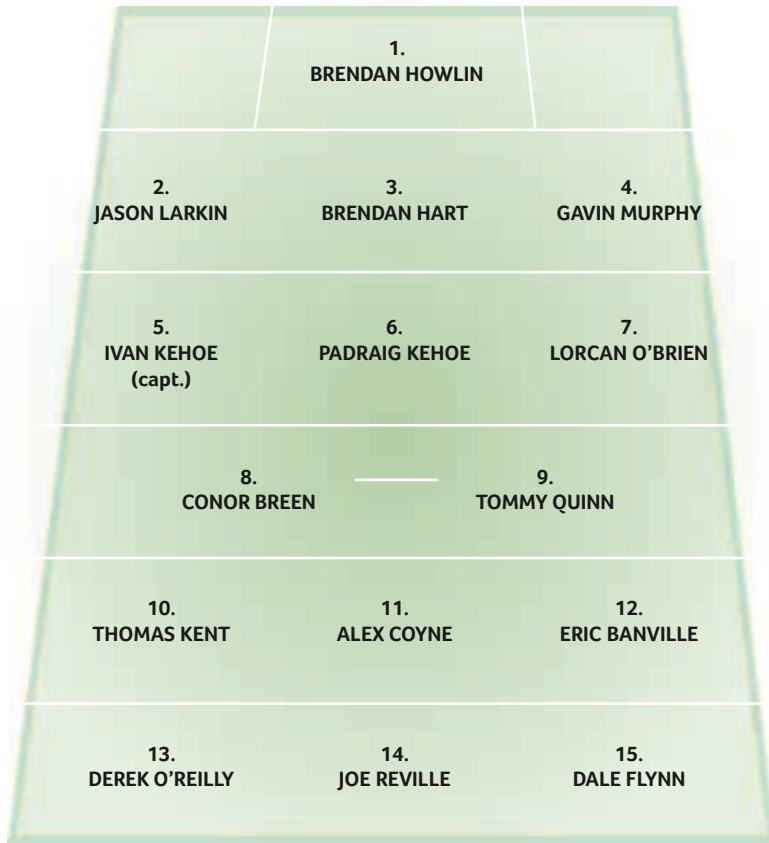 1.
BRENDAN HOWLIN
2.
JASON LARKIN
3.
BRENDAN HART
4.
GAVIN MURPHY
5.
IVAN KEHOE
(capt.)
6.
PADRAIG KEHOE
7.
LORCAN O’BRIEN
8.
CONOR BREEN
9.
TOMMY QUINN
10.
THOMAS KENT
11.
ALEX COYNE
12.
ERIC BANVILLE
13.
DEREK O’REILLY
14.
JOE REVILLE
15.
DALE FLYNN